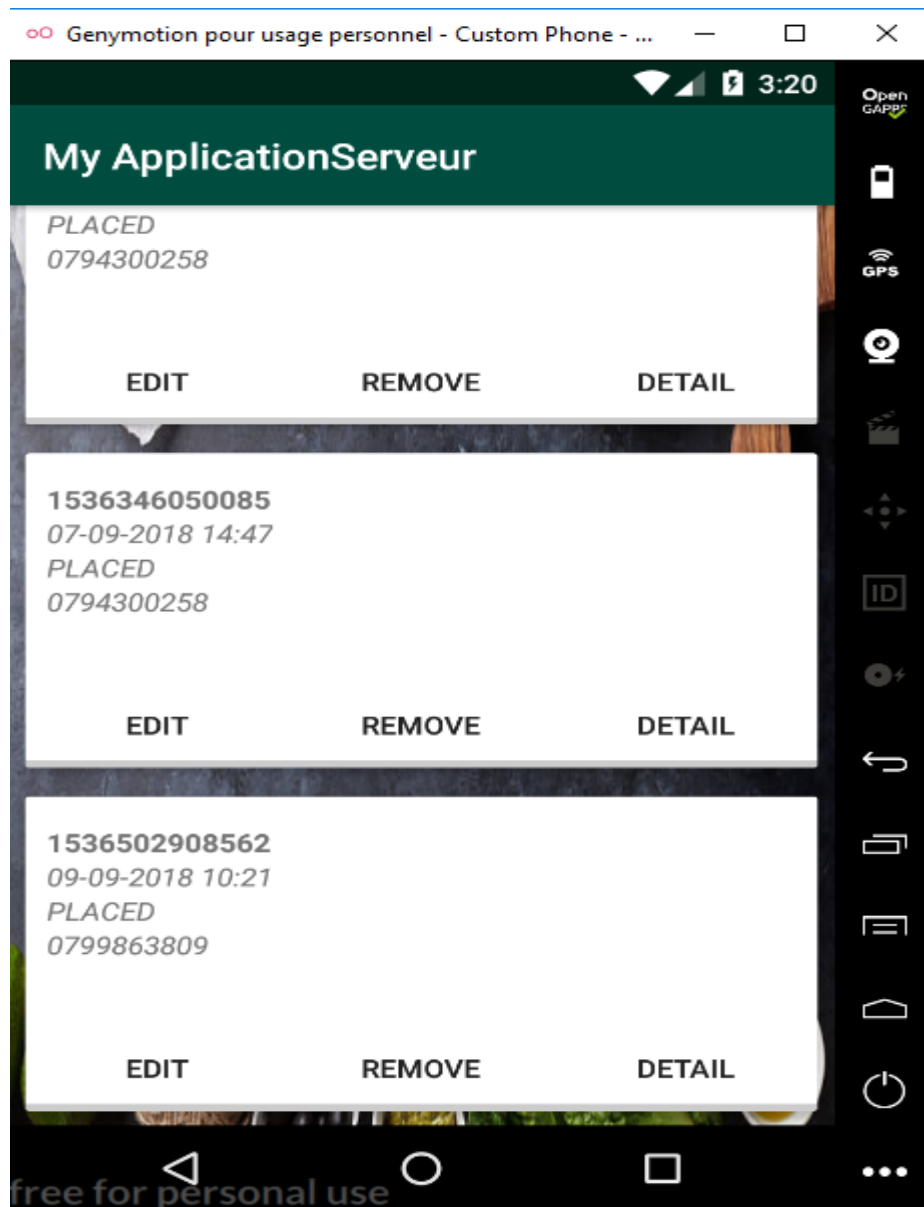 Genymotion pour usage personnel - Custom Phone - ...
3:20
Open
GAPPS
My ApplicationServeur
PLACED
0794300258
GPS
EDIT REMOVE DETAIL
1536346050085
07-09-2018 14:47
PLACED
0794300258
ID
EDIT REMOVE DETAIL
1536502908562
09-09-2018 10:21
PLACED
0799863809
EDIT REMOVE DETAIL
free for personal use